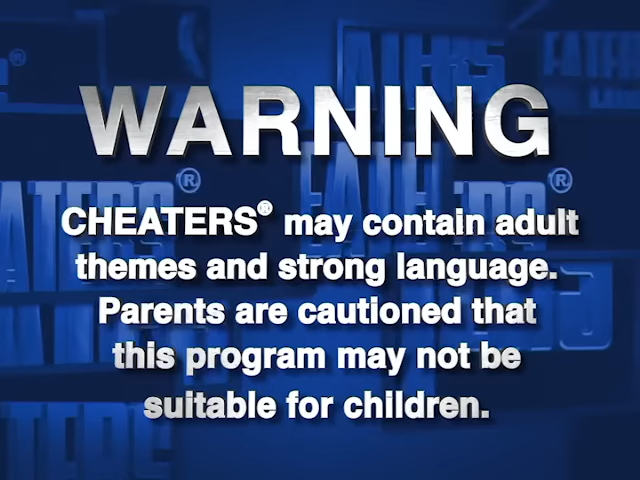 WARNING
CHEATERS® may contain adult
themes and strong language.
Parents are cautioned that
this program may not be
suitable for children.